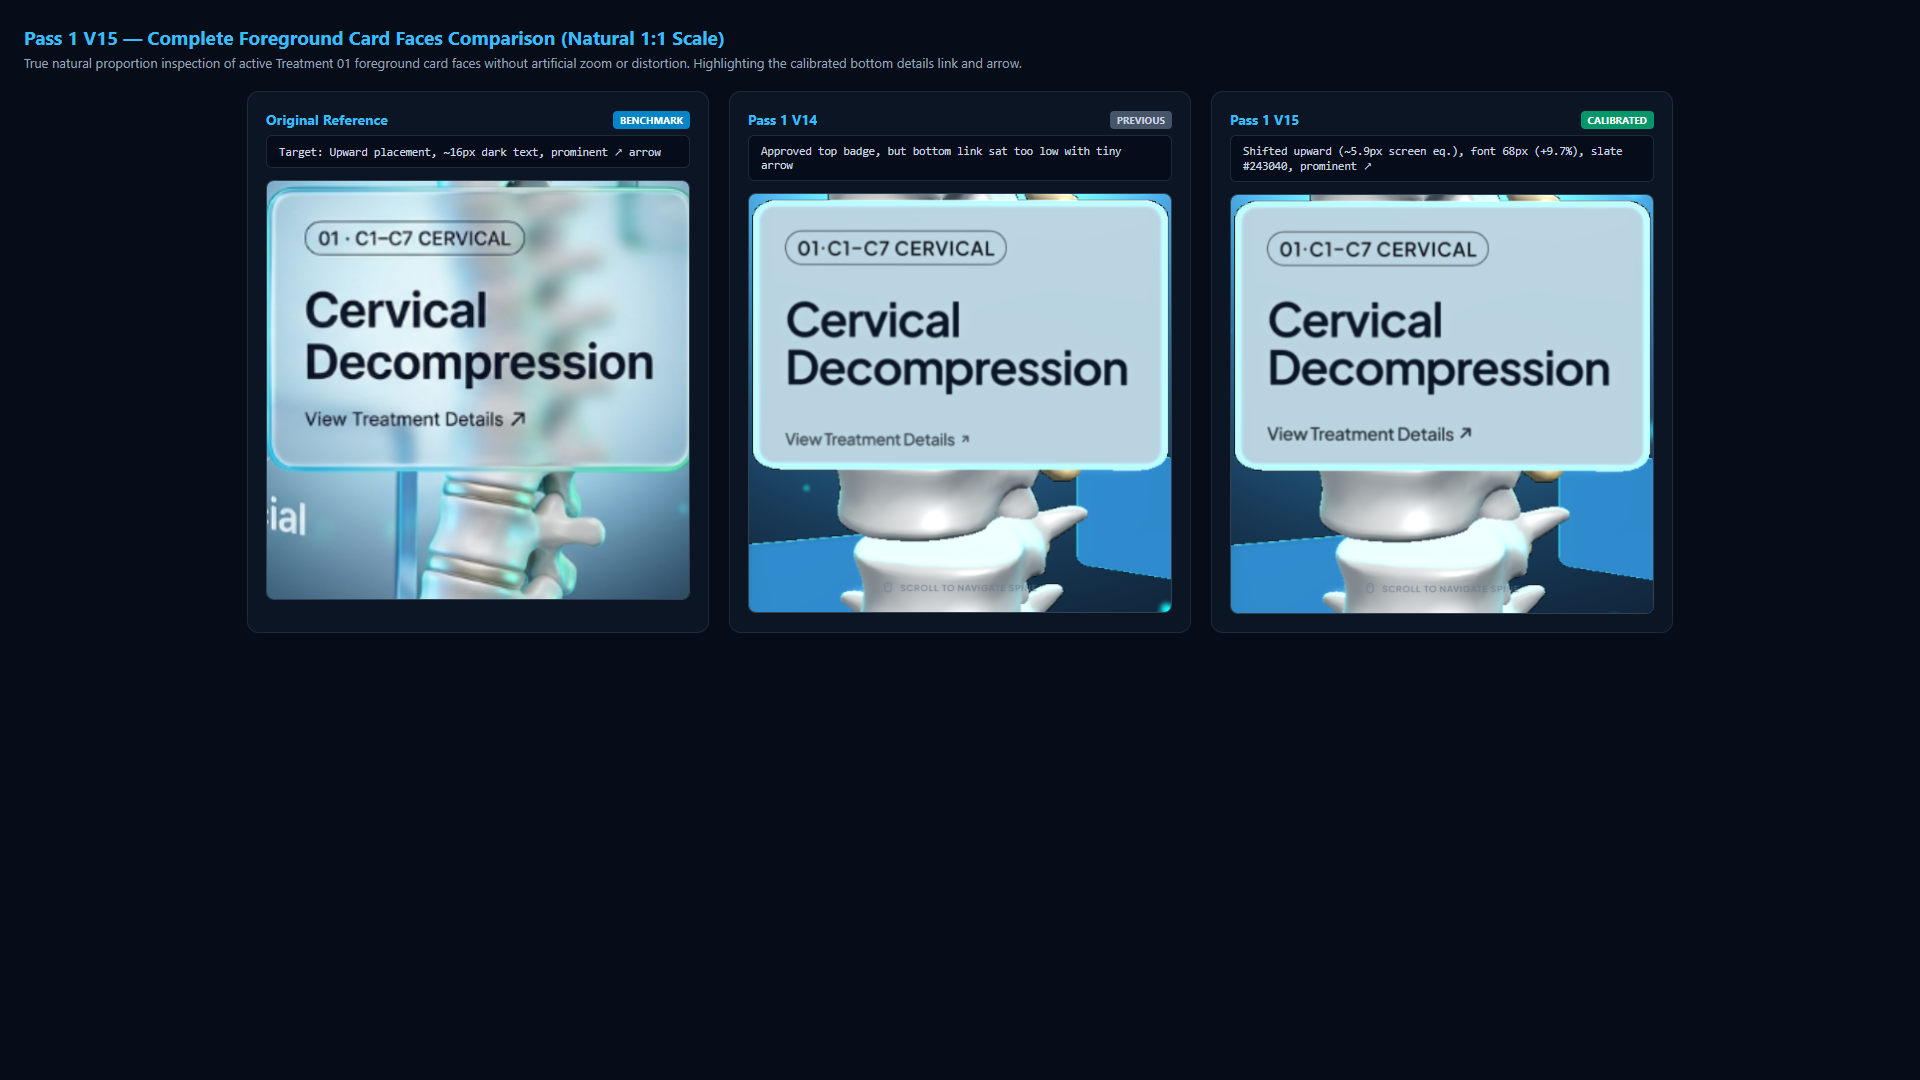 Pass 1 V15 — Complete Foreground Card Faces Comparison (Natural 1:1 Scale)
True natural proportion inspection of active Treatment 01 foreground card faces without artificial zoom or distortion. Highlighting the calibrated bottom details link and arrow.
Original Reference
BENCHMARK
Target: Upward placement, ~16px dark text, prominent ↗ arrow
01 · C1–C7 CERVICAL
Cervical
Decompression
View Treatment Details ↗
ial
Pass 1 V14
PREVIOUS
Approved top badge, but bottom link sat too low with tiny
arrow
01·C1–C7 CERVICAL
Cervical
Decompression
View Treatment Details ↗
SCROLL TO NAVIGATE SPINE
Pass 1 V15
CALIBRATED
Shifted upward (~5.9px screen eq.), font 68px (+9.7%), slate
#243040, prominent ↗
01·C1–C7 CERVICAL
Cervical
Decompression
View Treatment Details ↗
SCROLL TO NAVIGATE SPINE